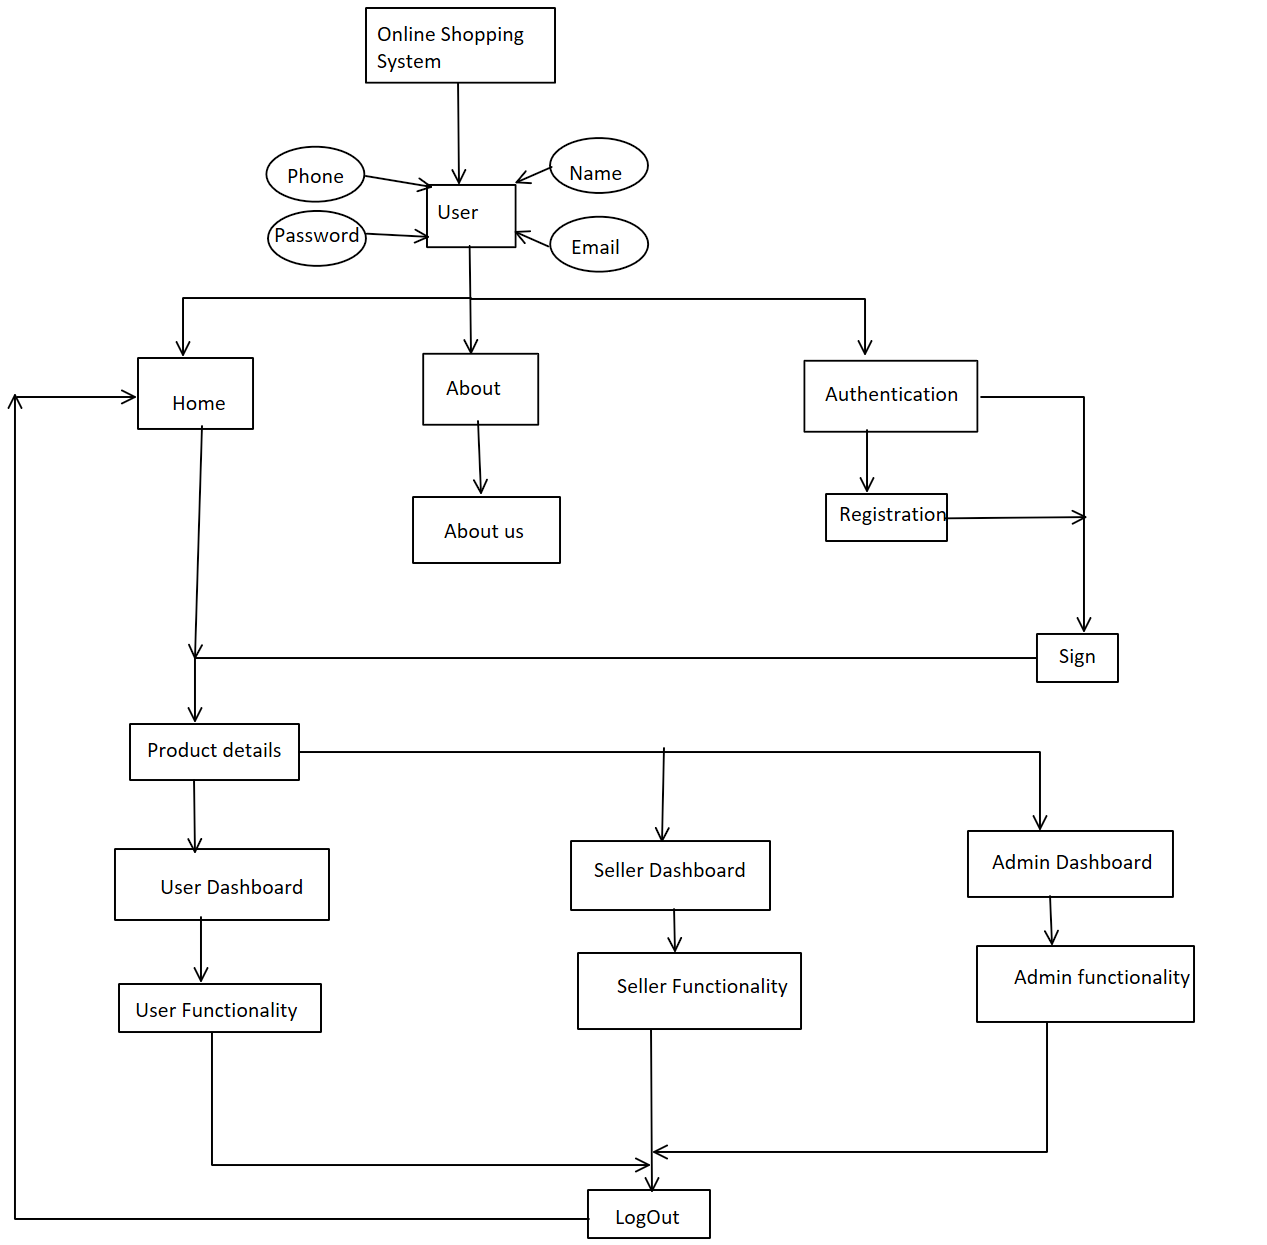 Online Shopping
System
Phone
Name
User
Password
Email
Home
About
Authentication
About us
Registration
Sign
Product details
User Dashboard
Seller Dashboard
Admin Dashboard
User Functionality
Seller Functionality
Admin functionality
LogOut